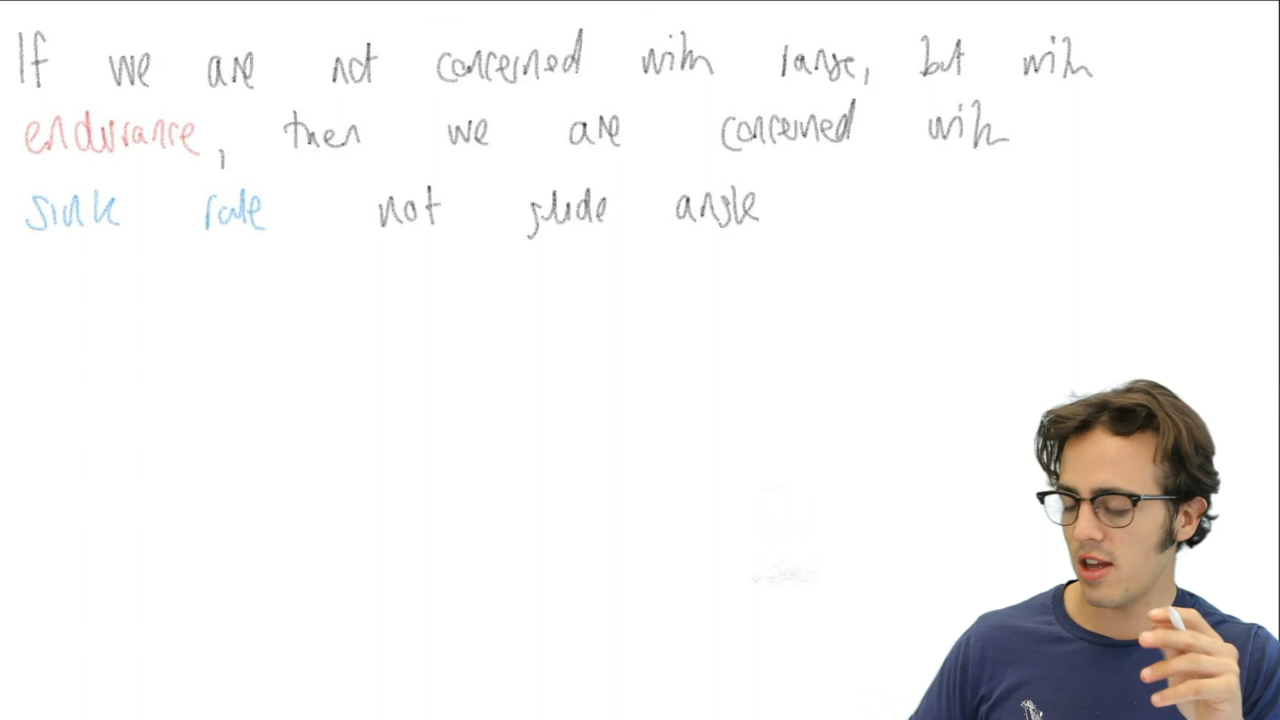 If we are not concerned with range, but with
endurance, then we are concerned with
sink rate not glide angle